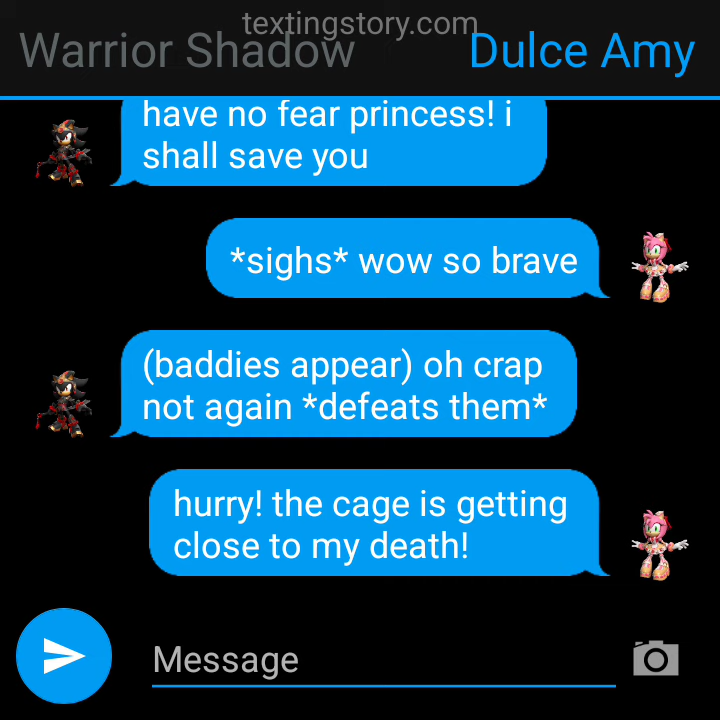 textingstory.com
Warrior Shadow
Dulce Amy
have no fear princess! i
shall save you
*sighs* wow so brave
(baddies appear) oh crap
not again *defeats them*
hurry! the cage is getting
close to my death!
Message